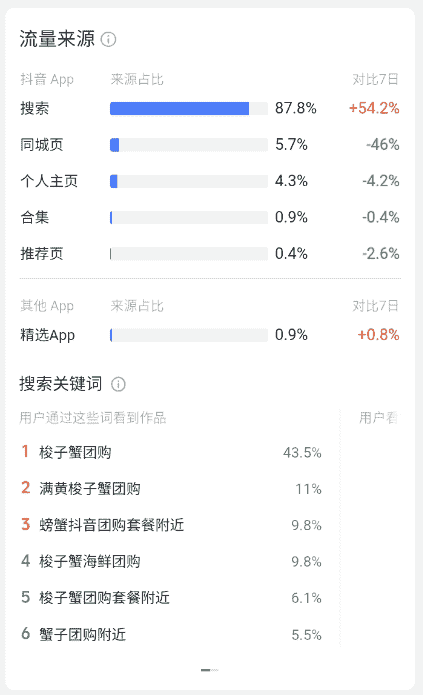 流量来源
抖音 App 来源占比 对比7日
搜索 87.8% +54.2%
同城页 5.7% -46%
个人主页 4.3% -4.2%
合集 0.9% -0.4%
推荐页 0.4% -2.6%
其他 App 来源占比 对比7日
精选App 0.9% +0.8%
搜索关键词
用户通过这些词看到作品 用户看
1 梭子蟹团购 43.5%
2 满黄梭子蟹团购 11%
3 螃蟹抖音团购套餐附近 9.8%
4 梭子蟹海鲜团购 9.8%
5 梭子蟹团购套餐附近 6.1%
6 蟹子团购附近 5.5%